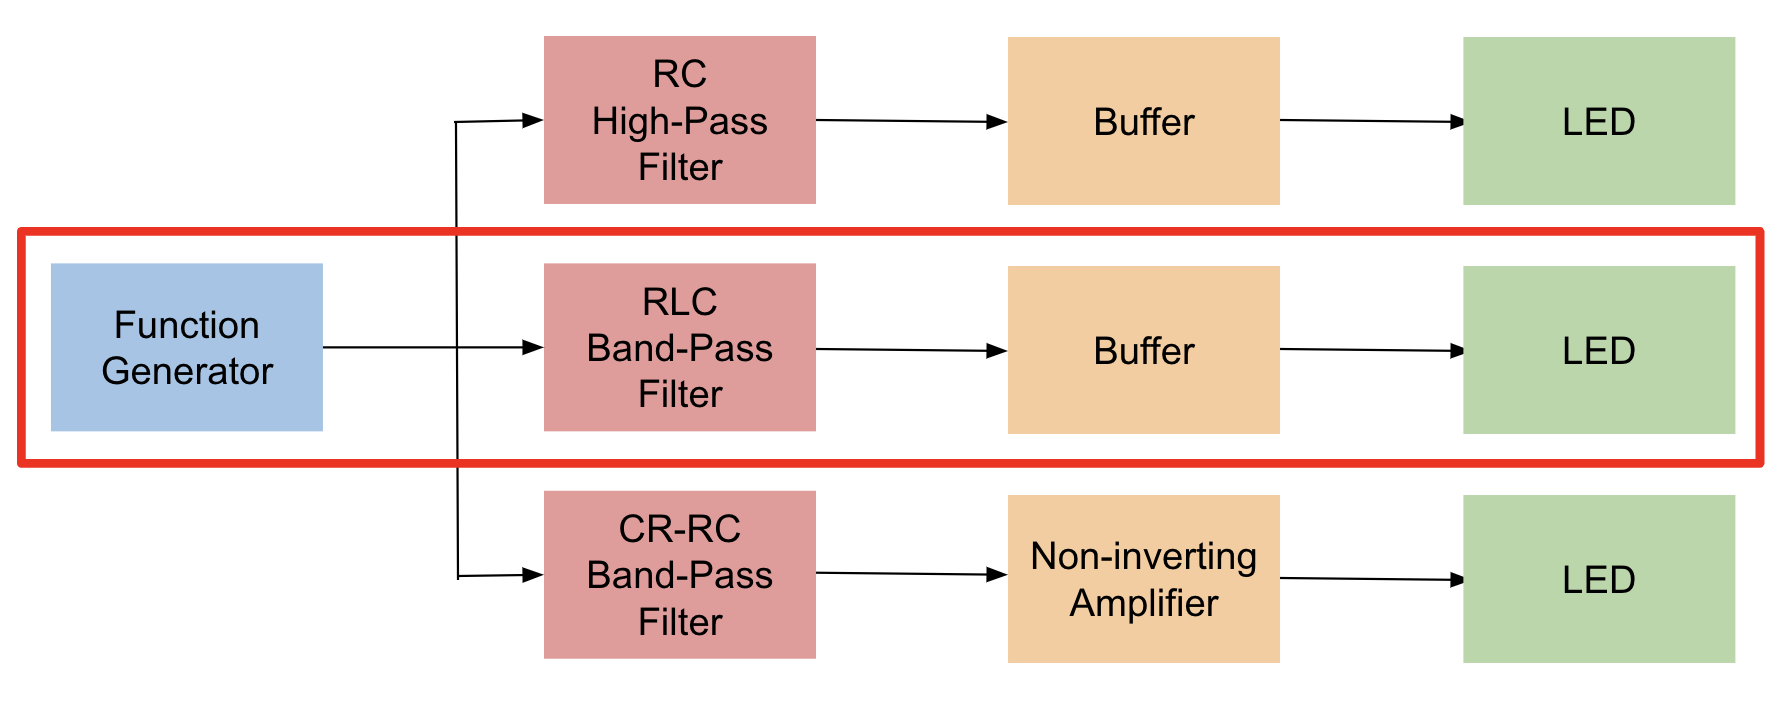 RC
High-Pass
Filter
Buffer
LED
Function
Generator
RLC
Band-Pass
Filter
Buffer
LED
CR-RC
Band-Pass
Filter
Non-inverting
Amplifier
LED